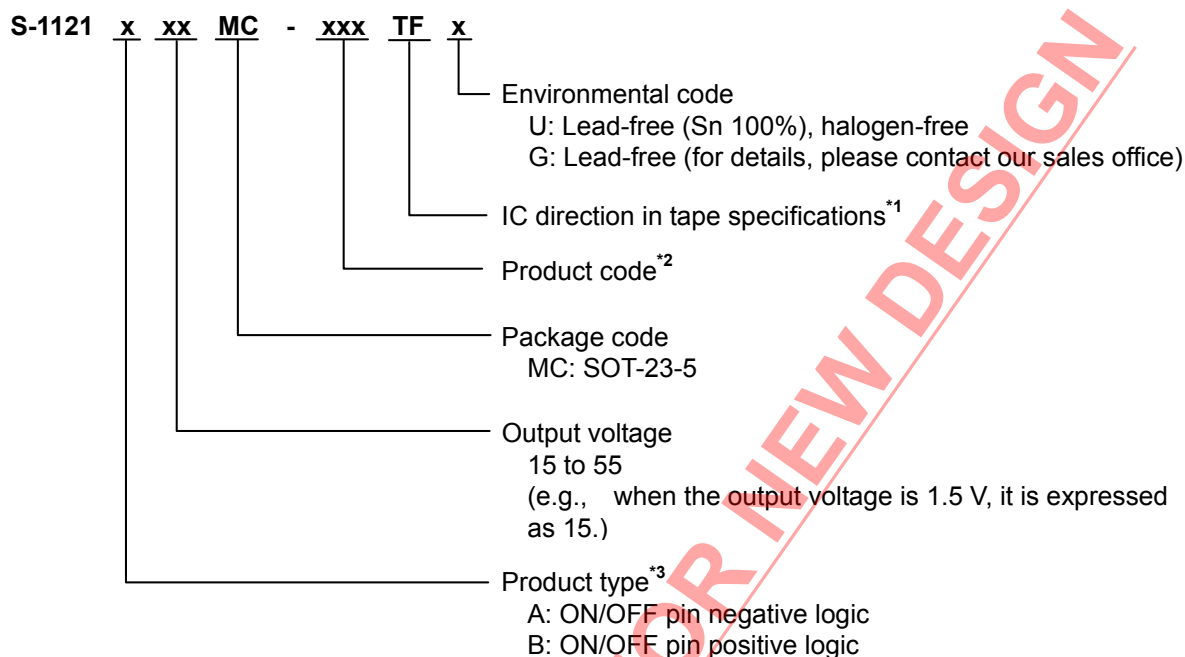 S-1121 x xx MC - xxx TF x
Environmental code
U: Lead-free (Sn 100%), halogen-free
G: Lead-free (for details, please contact our sales office)
IC direction in tape specifications*1
Product code*2
Package code
MC: SOT-23-5
Output voltage
15 to 55
(e.g., when the output voltage is 1.5 V, it is expressed
as 15.)
Product type*3
A: ON/OFF pin negative logic
B: ON/OFF pin positive logic
OR NEW DESIGN